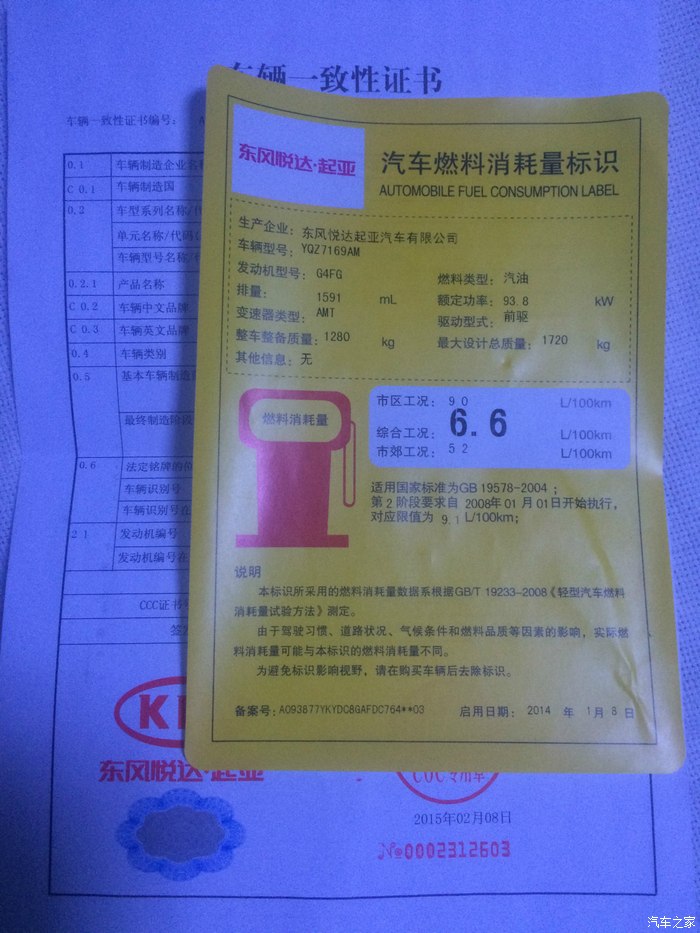 车辆一致性证书
车辆一致性证书编号： A
0.1 车辆制造企业名称
C 0.1 车辆制造国
0.2 车型系列名称/
单元名称/代码
车辆型号名称/
0.2.1 产品名称
C 0.2 车辆中文品牌
C 0.3 车辆英文品牌
0.4 车辆类别
0.5 基本车辆制造
最终制造阶段
0.6 法定铭牌的位
车辆识别号
车辆识别号在
2 1 发动机编号
发动机编号在
CCC证书
东风悦达·起亚
汽车燃料消耗量标识
AUTOMOBILE FUEL CONSUMPTION LABEL
生产企业：东风悦达起亚汽车有限公司
车辆型号：YQZ7169AM
发动机型号：G4FG 燃料类型：汽油
排量： 1591 mL 额定功率：93.8 kW
变速器类型：AMT 驱动型式：前驱
整车整备质量：1280 kg 最大设计总质量：1720 kg
其他信息：无
燃料消耗量
市区工况： 9 0 L/100km
综合工况： 6.6 L/100km
市郊工况： 5 2 L/100km
适用国家标准为GB 19578-2004；
第 2 阶段要求自 2008年 01 月 01日开始执行，
对应限值为 9.1 L/100km；
说明
本标识所采用的燃料消耗量数据系根据GB/T 19233-2008《轻型汽车燃料
消耗量试验方法》测定。
由于驾驶习惯、道路状况、气候条件和燃料品质等因素的影响，实际燃
料消耗量可能与本标识的燃料消耗量不同。
为避免标识影响视野，请在购买车辆后去除标识。
备案号：A093877YKYDC8GAFDC764**03 启用日期： 2014 年 1月 8 日
东风悦达·起亚
COC专用章
2015年02月08日
№0002312603
汽车之家